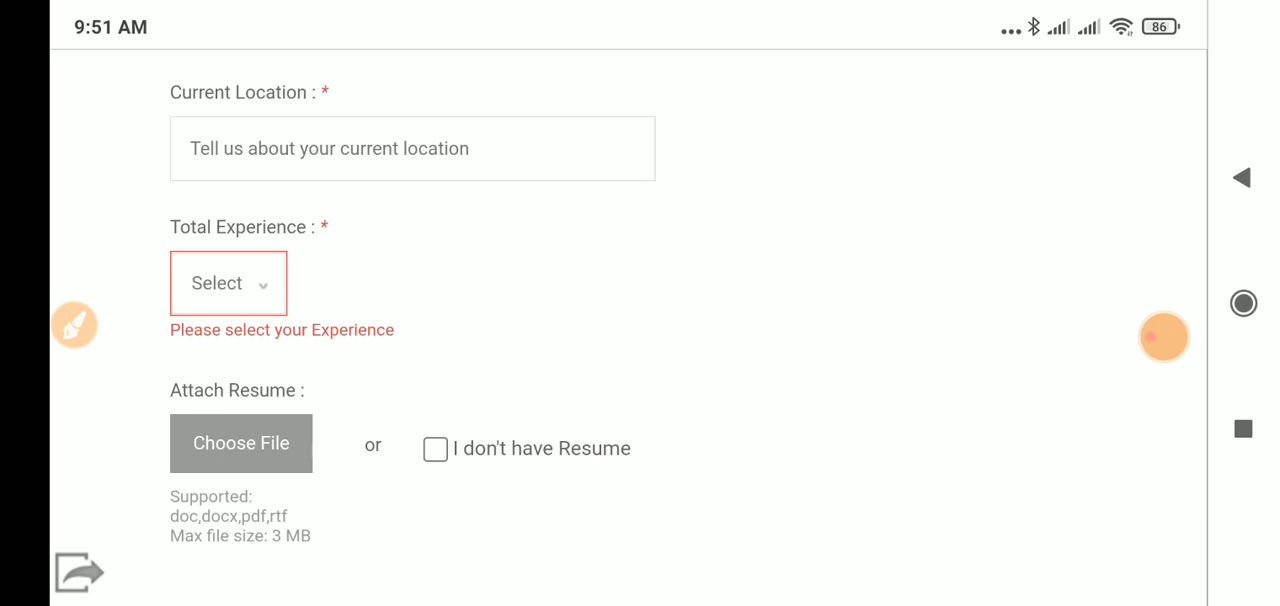 9:51 AM
86
Current Location : *
Tell us about your current location
Total Experience : *
Select
Please select your Experience
Attach Resume :
Choose File or I don't have Resume
Supported:
doc,docx,pdf,rtf
Max file size: 3 MB